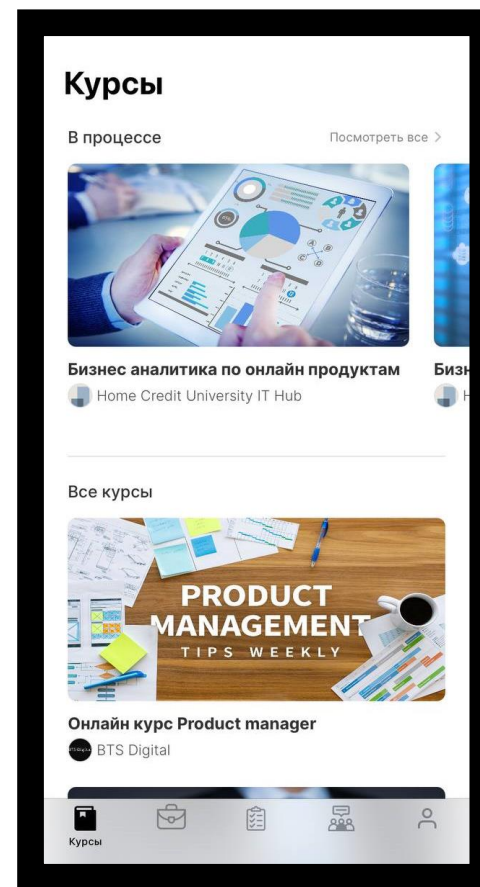 Курсы
В процессе
Посмотреть все >
Бизнес аналитика по онлайн продуктам
Home Credit University IT Hub
Бизн
H
Все курсы
PRODUCT
MANAGEMENT
TIPS WEEKLY
Онлайн курс Product manager
BTS Digital
Курсы